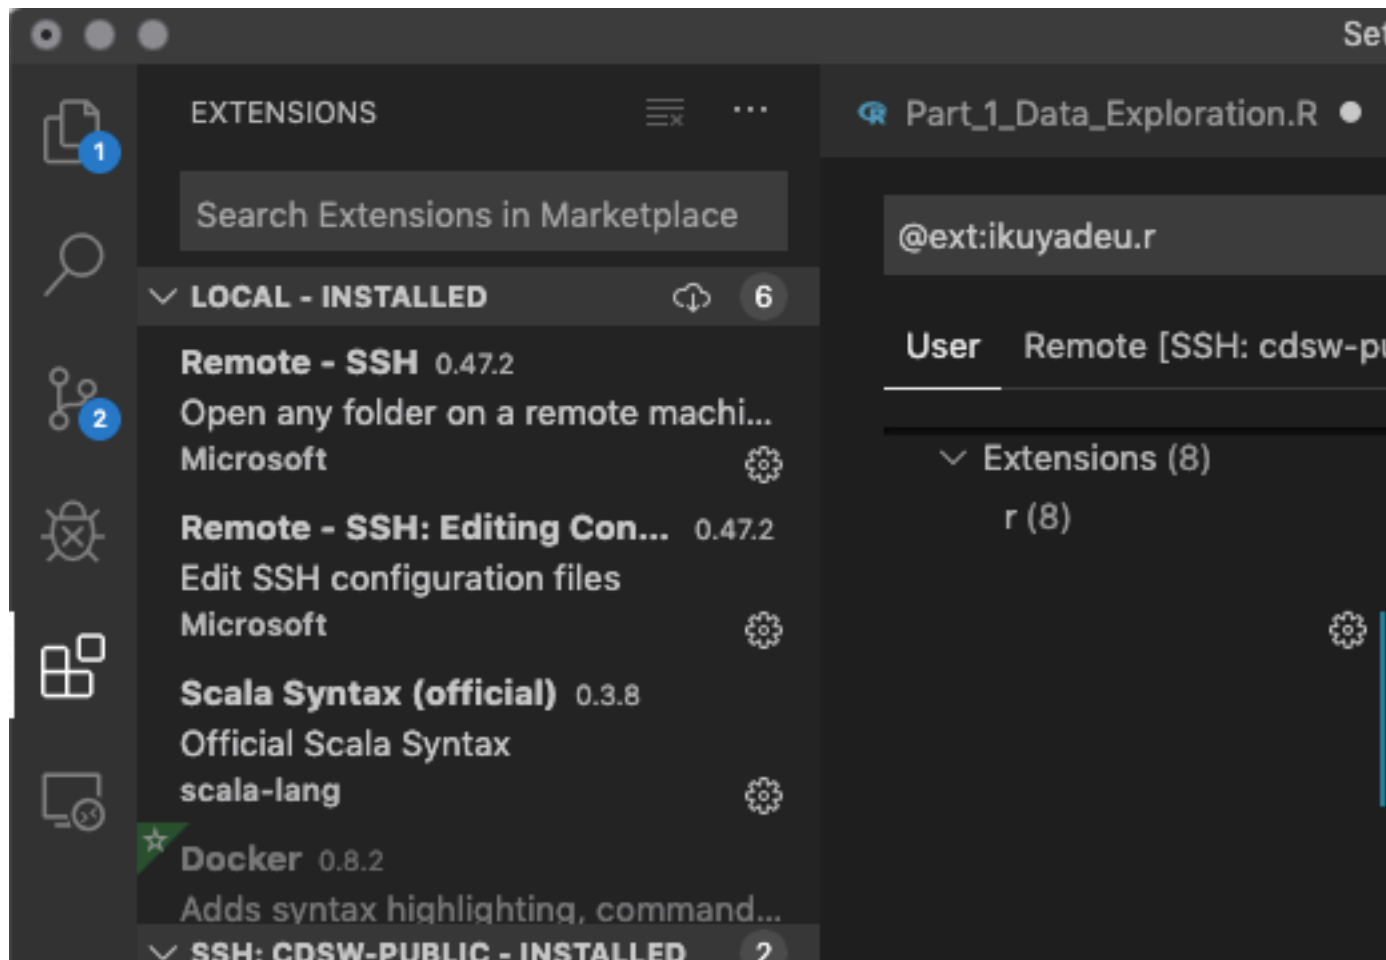 Set
EXTENSIONS
Part_1_Data_Exploration.R
1
Search Extensions in Marketplace
@ext:ikuyadeu.r
LOCAL - INSTALLED 6
User Remote [SSH: cdsw-pu
Remote - SSH 0.47.2
Open any folder on a remote machi...
Microsoft
2
Extensions (8)
r (8)
Remote - SSH: Editing Con... 0.47.2
Edit SSH configuration files
Microsoft
Scala Syntax (official) 0.3.8
Official Scala Syntax
scala-lang
Docker 0.8.2
Adds syntax highlighting, command...
SSH: CDSW-PUBLIC - INSTALLED 2